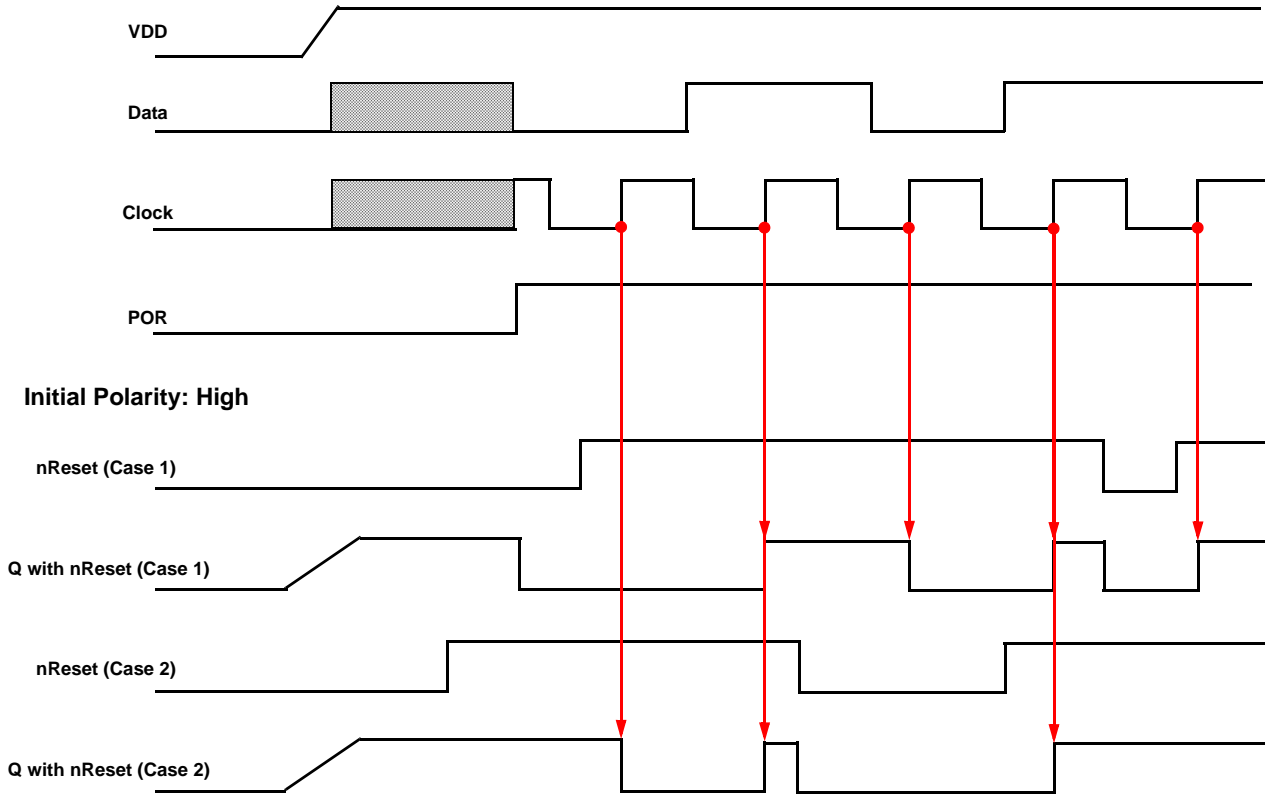 VDD
Data
Clock
POR
Initial Polarity: High
nReset (Case 1)
Q with nReset (Case 1)
nReset (Case 2)
Q with nReset (Case 2)